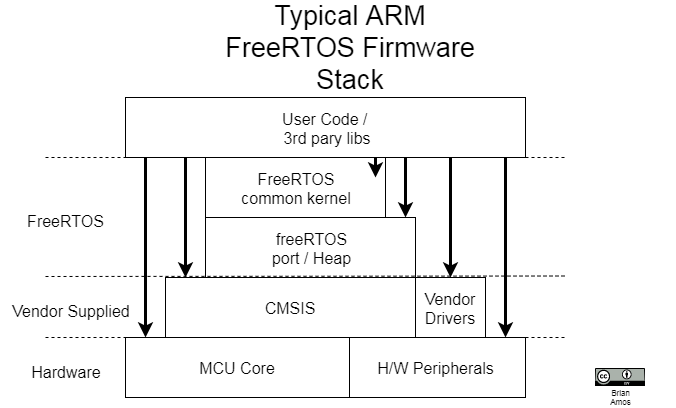 Typical ARM
FreeRTOS Firmware
Stack
User Code /
3rd pary libs
FreeRTOS
common kernel
FreeRTOS
freeRTOS
port / Heap
Vendor Supplied
CMSIS
Vendor
Drivers
Hardware
MCU Core
H/W Peripherals
cc
BY
Brian
Amos